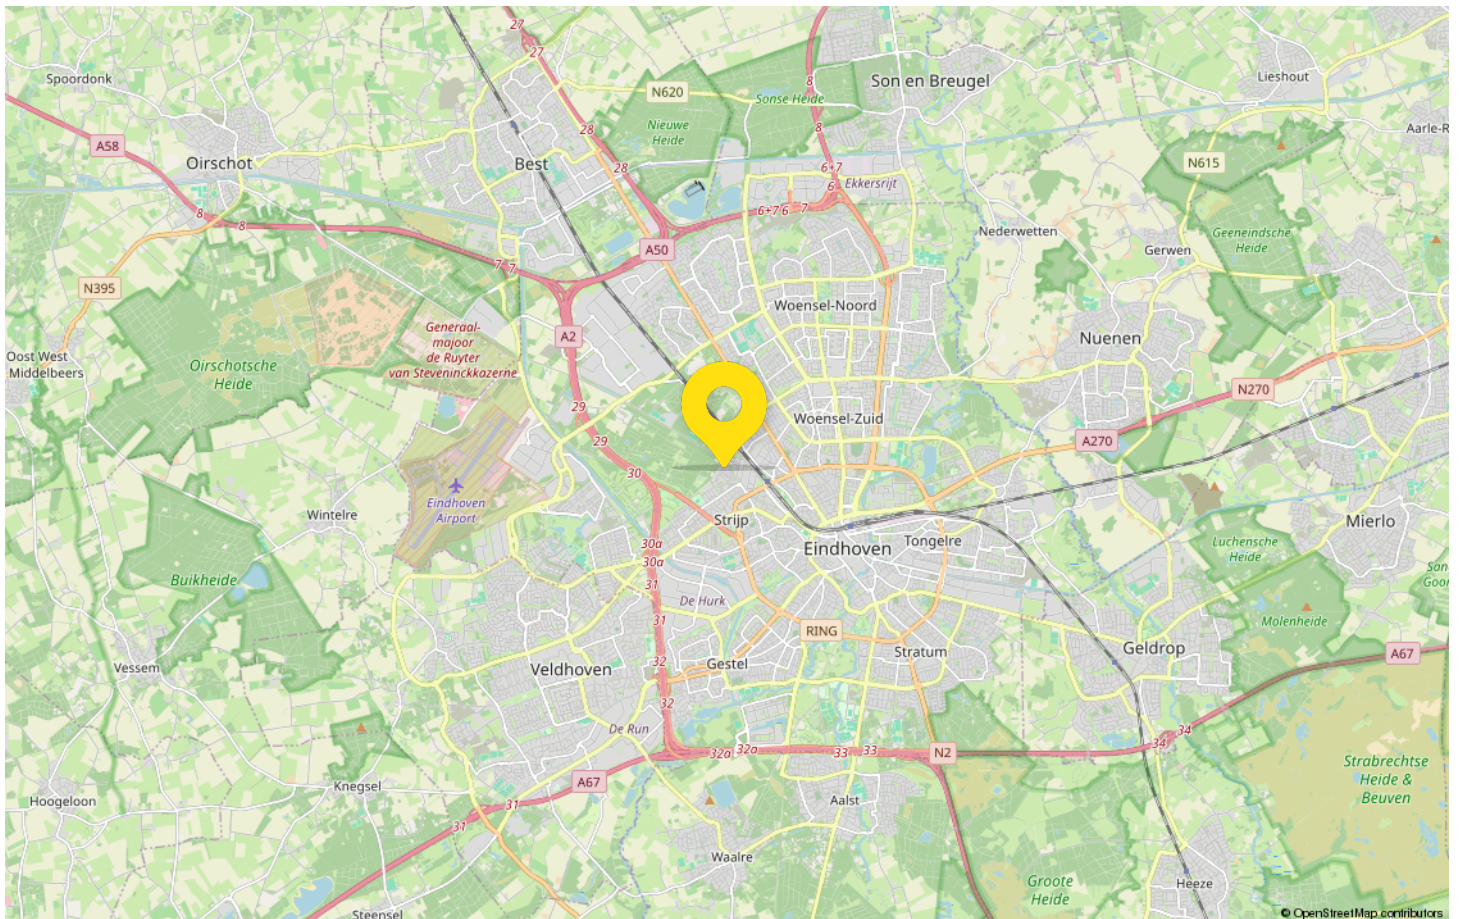 27
27
Spoordonk
Son en Breugel
Lieshout
8
N620
Sonse Heide
A58
Nieuwe
Heide
28
8
Aarle-R
Oirschot
Best
28
6+7
N615
6
Ekkersrijt
8
8
6+7
6
7
Nederwetten
Geeneindsche
Heide
A50
Gerwen
7
7
N395
Woensel-Noord
Generaal-
majoor
de Ruyter
van Steveninckkazerne
A2
Nuenen
Oost West
Middelbeers
Oirschotsche
Heide
N270
29
Woensel-Zuid
29
A270
30
Eindhoven
Airport
Wintelre
Strijp
Mierlo
30a
Eindhoven
Tongelre
Luchensche
Heide
30a
Buikheide
31
San
Goor
De Hurk
31
RING
Molenheide
Stratum
Geldrop
A67
Vessem
Veldhoven
32
Gestel
32
De Run
34
34
32a
32a
33
33
N2
Strabrechtse
Heide &
Beuven
Knegsel
A67
Hoogeloon
31
Aalst
31
Waalre
Groote
Heide
Heeze
Steensel
© OpenStreetMap contributors